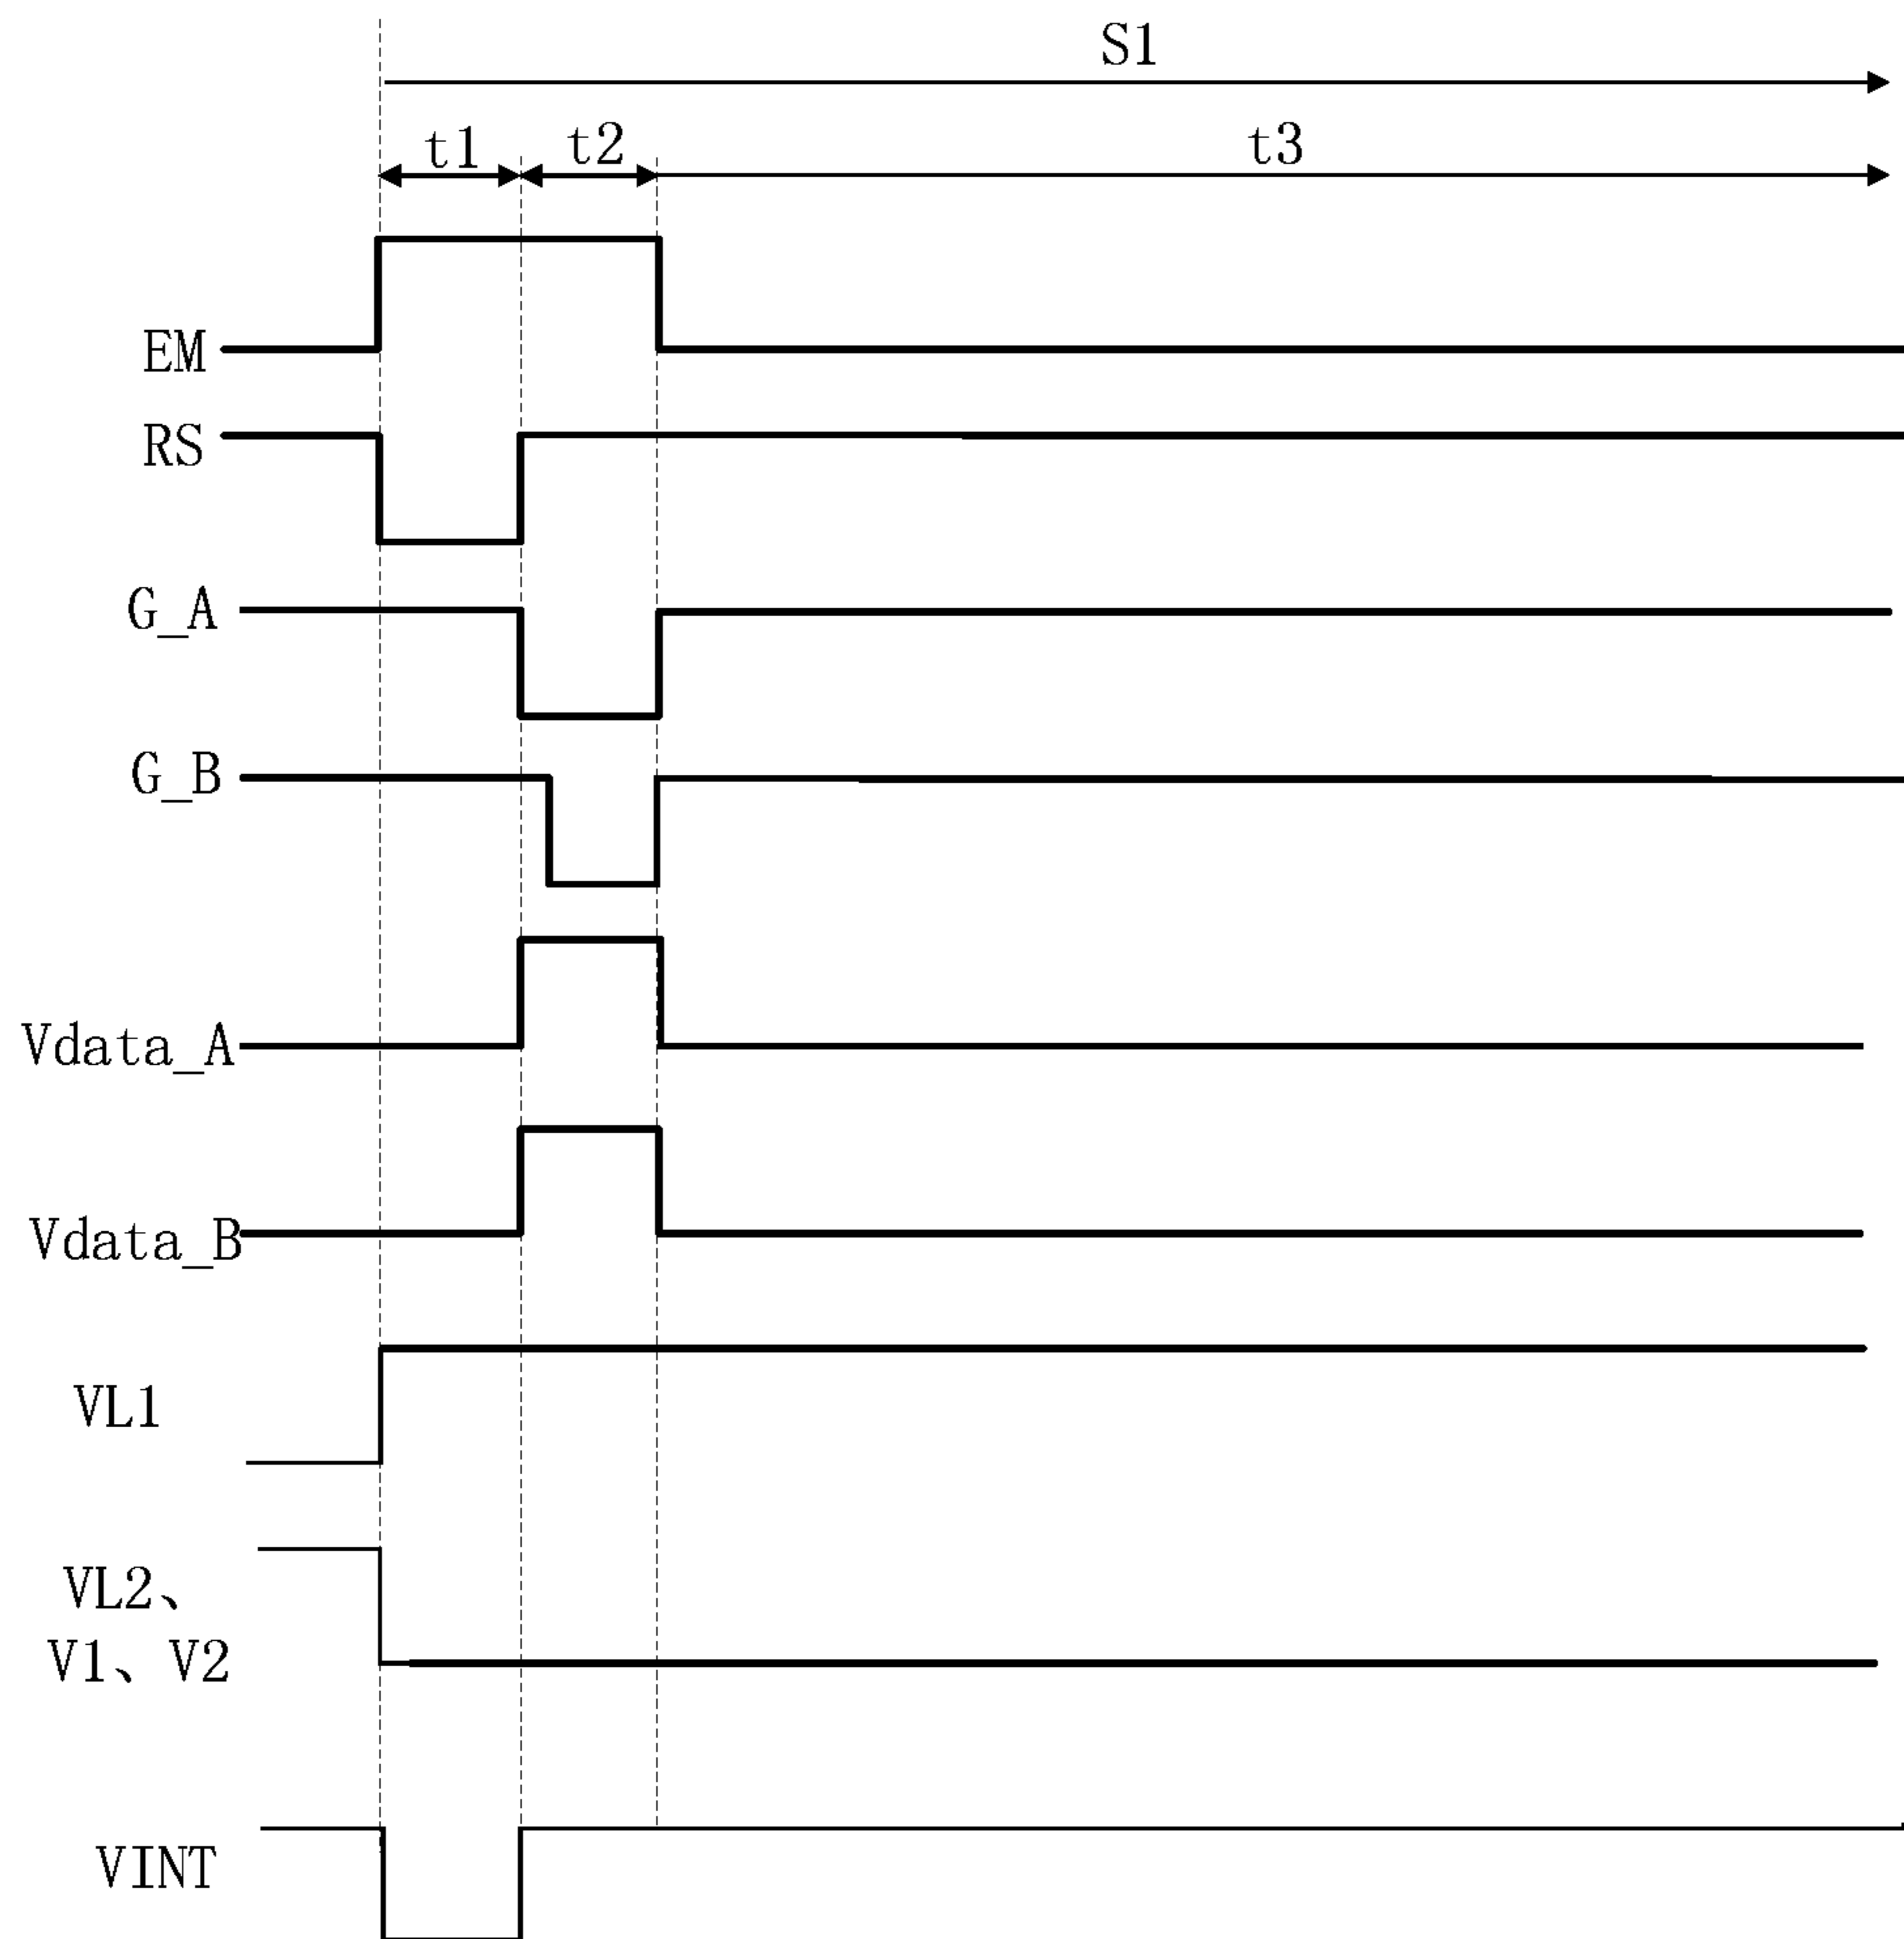 S1
t1 t2 t3
EM
RS
G_A
G_B
Vdata_A
Vdata_B
VL1
VL2、
V1、V2
VINT